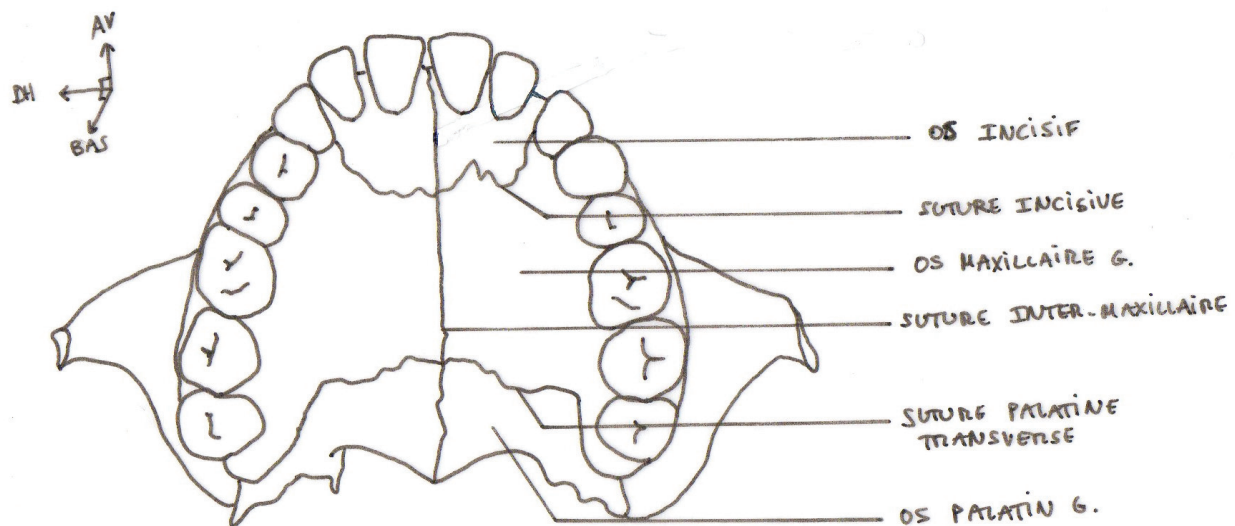 AV
DH
BAS
OS INCISIF
SUTURE INCISIVE
OS MAXILLAIRE G.
SUTURE INTER-MAXILLAIRE
SUTURE PALATINE
TRANSVERSE
OS PALATIN G.